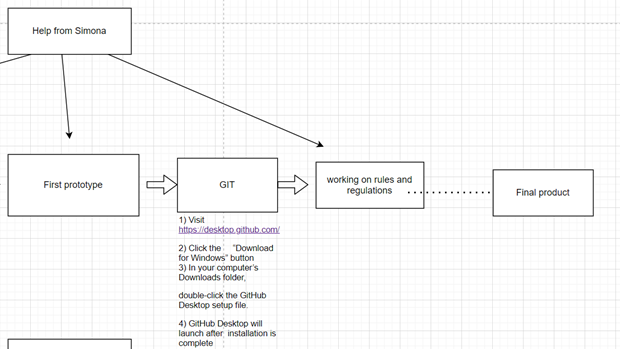 Help from Simona
First prototype
GIT
working on rules and
regulations
Final product
1) Visit
https://desktop.github.com/
2) Click the "Download
for Windows" button
3) In your computer's
Downloads folder,
double-click the GitHub
Desktop setup file.
4) GitHub Desktop will
launch after installation is
complete